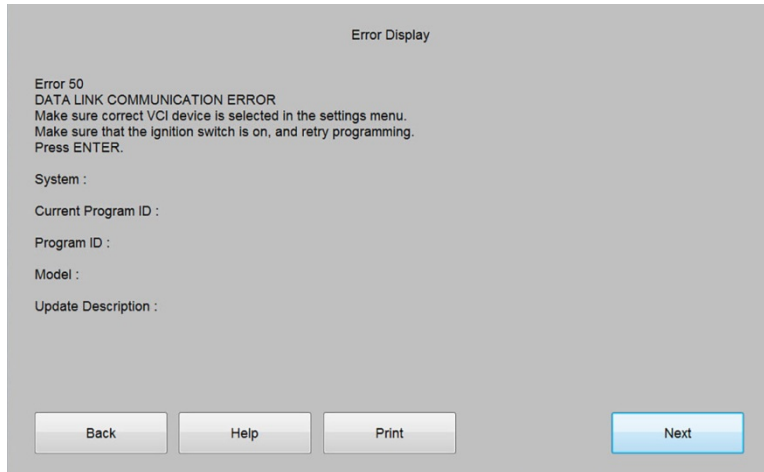 Error Display
Error 50
DATA LINK COMMUNICATION ERROR
Make sure correct VCI device is selected in the settings menu.
Make sure that the ignition switch is on, and retry programming.
Press ENTER.
System :
Current Program ID :
Program ID :
Model :
Update Description :
Back
Help
Print
Next